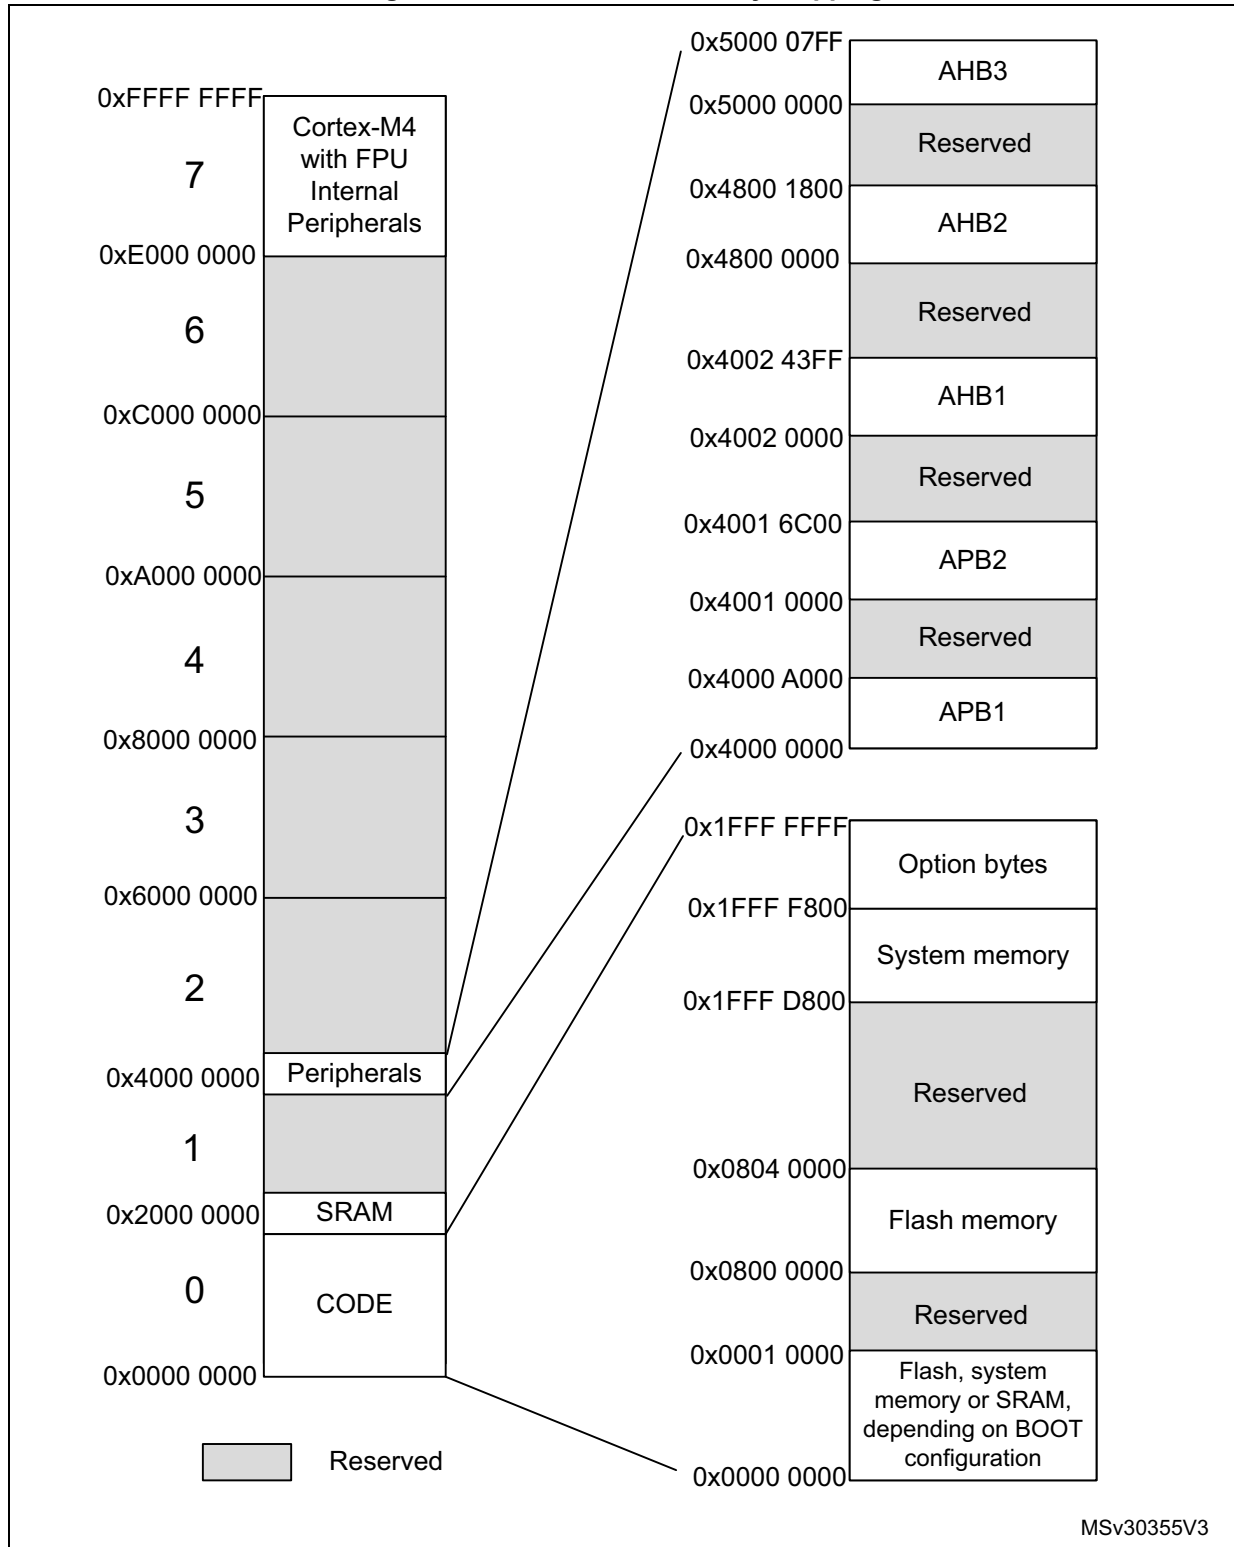 0xFFFF FFFF
Cortex-M4
with FPU
Internal
Peripherals
7
0xE000 0000
6
0xC000 0000
5
0xA000 0000
4
0x8000 0000
3
0x6000 0000
2
Peripherals
0x4000 0000
1
SRAM
0x2000 0000
0
CODE
0x0000 0000
Reserved
0x5000 07FF
AHB3
0x5000 0000
Reserved
0x4800 1800
AHB2
0x4800 0000
Reserved
0x4002 43FF
AHB1
0x4002 0000
Reserved
0x4001 6C00
APB2
0x4001 0000
Reserved
0x4000 A000
APB1
0x4000 0000
0x1FFF FFFF
Option bytes
0x1FFF F800
System memory
0x1FFF D800
Reserved
0x0804 0000
Flash memory
0x0800 0000
Reserved
0x0001 0000
Flash, system
memory or SRAM,
depending on BOOT
configuration
0x0000 0000
MSv30355V3